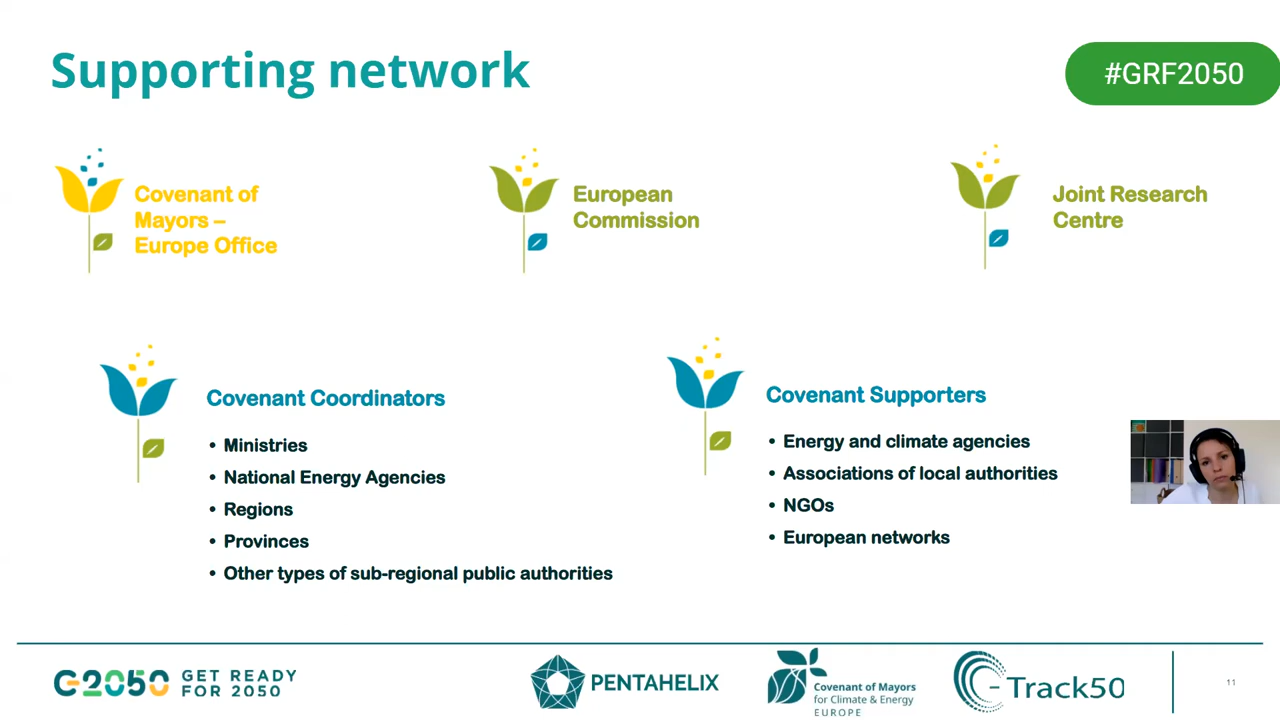 Supporting network
#GRF2050
Covenant of
Mayors –
Europe Office
European
Commission
Joint Research
Centre
Covenant Coordinators
• Ministries
• National Energy Agencies
• Regions
• Provinces
• Other types of sub-regional public authorities
Covenant Supporters
• Energy and climate agencies
• Associations of local authorities
• NGOs
• European networks
C-2050 GET READY
FOR 2050
PENTAHELIX
Covenant of Mayors
for Climate & Energy
EUROPE
C-Track50
11